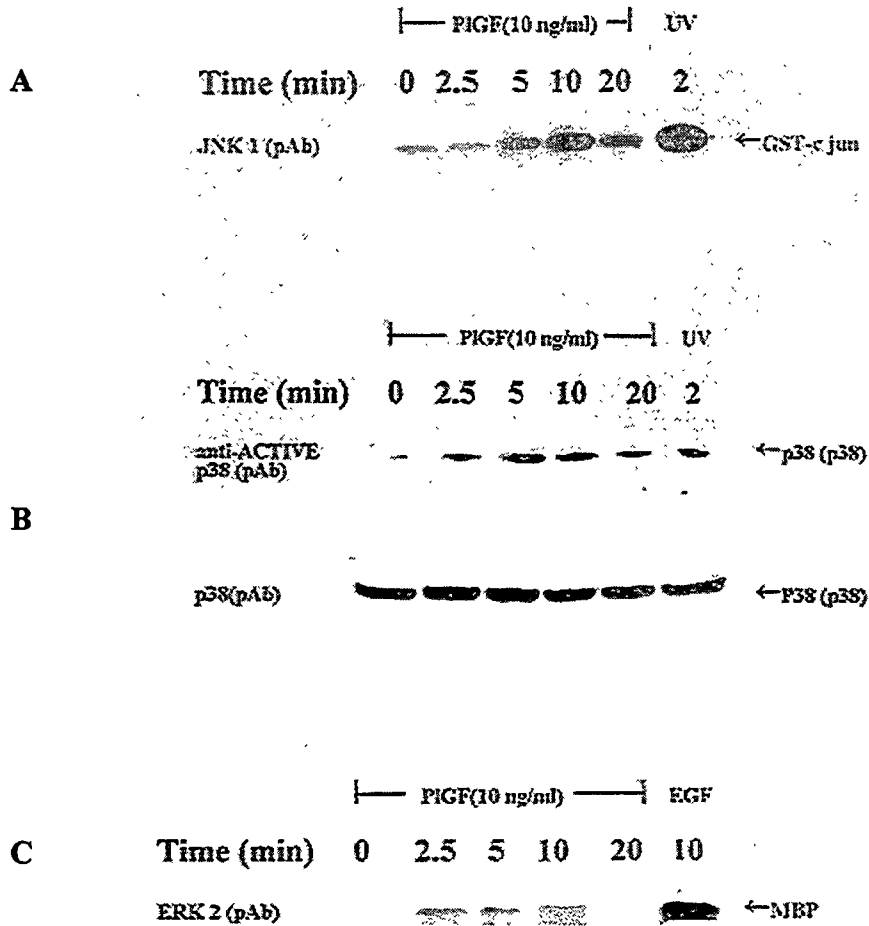 PlGF(10 ng/ml) UV
A Time (min) 0 2.5 5 10 20 2
JNK 1 (pAb) ←GST-c jun
PlGF(10 ng/ml) UV
Time (min) 0 2.5 5 10 20 2
anti-ACTIVE
p38 (pAb) ←p38 (p38)
B
p38(pAb) ←P38 (p38)
PlGF(10 ng/ml) EGF
C Time (min) 0 2.5 5 10 20 10
ERK 2 (pAb) ←MBP